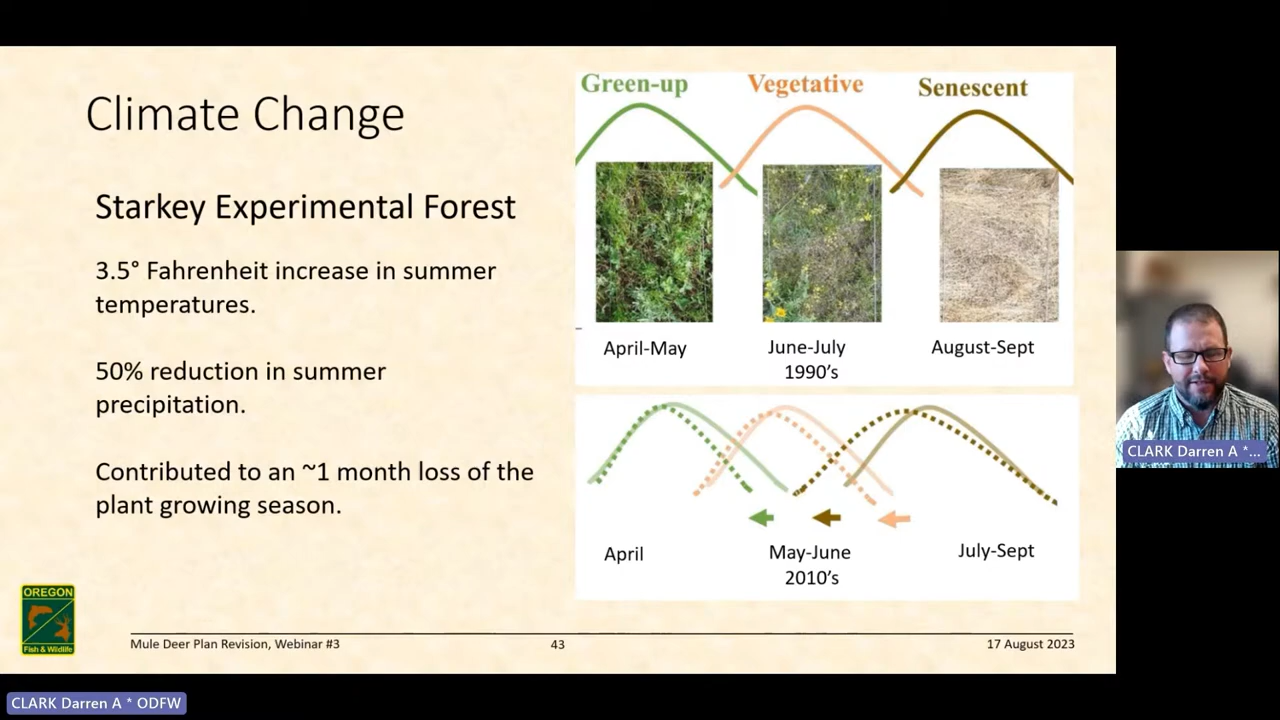 Climate Change
Starkey Experimental Forest
3.5° Fahrenheit increase in summer
temperatures.
50% reduction in summer
precipitation.
Contributed to an ~1 month loss of the
plant growing season.
Green-up
Vegetative
Senescent
April-May
June-July
1990’s
August-Sept
April
May-June
2010’s
July-Sept
OREGON
Fish & Wildlife
Mule Deer Plan Revision, Webinar #3
43
17 August 2023
CLARK Darren A *...
CLARK Darren A * ODFW